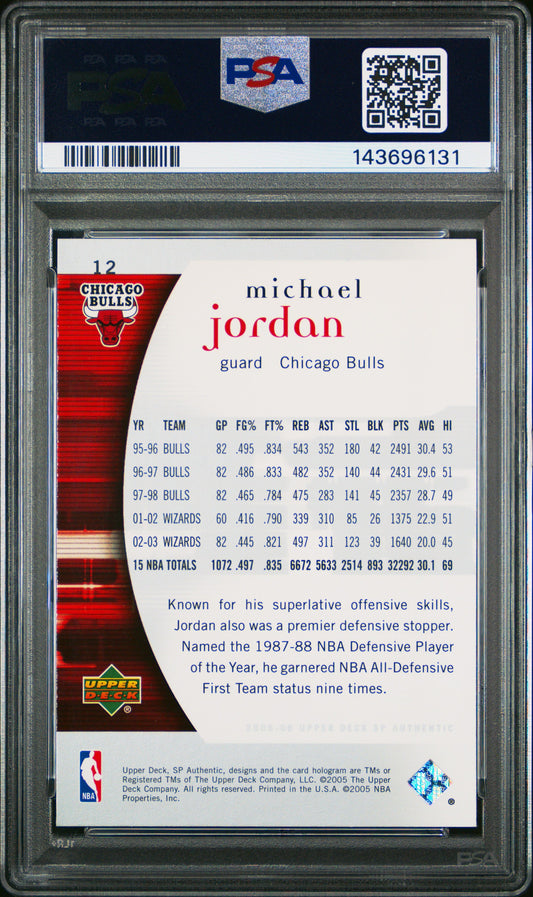 PSA PSA PSA
PSA
PSA PSA PSA
PSA
143696131
12
CHICAGO
BULLS
michael
jordan
guard Chicago Bulls
YR TEAM GP FG% FT% REB AST STL BLK PTS AVG HI
95-96 BULLS 82 .495 .834 543 352 180 42 2491 30.4 53
96-97 BULLS 82 .486 .833 482 352 140 44 2431 29.6 51
97-98 BULLS 82 .465 .784 475 283 141 45 2357 28.7 49
01-02 WIZARDS 60 .416 .790 339 310 85 26 1375 22.9 51
02-03 WIZARDS 82 .445 .821 497 311 123 39 1640 20.0 45
15 NBA TOTALS 1072 .497 .835 6672 5633 2514 893 32292 30.1 69
Known for his superlative offensive skills,
Jordan also was a premier defensive stopper.
Named the 1987-88 NBA Defensive Player
of the Year, he garnered NBA All-Defensive
First Team status nine times.
UPPER
DECK
®
2005-06 UPPER DECK SP AUTHENTIC
NBA
Upper Deck, SP Authentic, designs and the card hologram are TMs or
Registered TMs of The Upper Deck Company, LLC. ©2005 The Upper
Deck Company. All rights reserved. Printed in the U.S.A. ©2005 NBA
Properties, Inc.
®
PSA